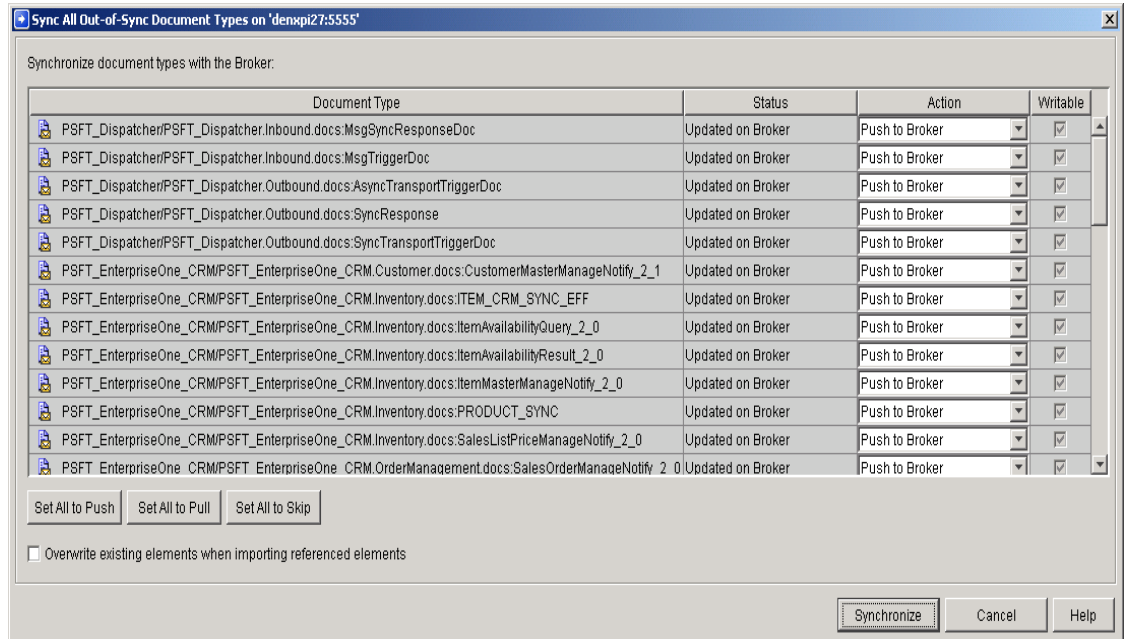 Sync All Out-of-Sync Document Types on 'denxpi27:5555'
Synchronize document types with the Broker:
Document Type Status Action Writable
PSFT_Dispatcher/PSFT_Dispatcher.Inbound.docs:MsgSyncResponseDoc Updated on Broker Push to Broker
PSFT_Dispatcher/PSFT_Dispatcher.Inbound.docs:MsgTriggerDoc Updated on Broker Push to Broker
PSFT_Dispatcher/PSFT_Dispatcher.Outbound.docs:AsyncTransportTriggerDoc Updated on Broker Push to Broker
PSFT_Dispatcher/PSFT_Dispatcher.Outbound.docs:SyncResponse Updated on Broker Push to Broker
PSFT_Dispatcher/PSFT_Dispatcher.Outbound.docs:SyncTransportTriggerDoc Updated on Broker Push to Broker
PSFT_EnterpriseOne_CRM/PSFT_EnterpriseOne_CRM.Customer.docs:CustomerMasterManageNotify_2_1 Updated on Broker Push to Broker
PSFT_EnterpriseOne_CRM/PSFT_EnterpriseOne_CRM.Inventory.docs:ITEM_CRM_SYNC_EFF Updated on Broker Push to Broker
PSFT_EnterpriseOne_CRM/PSFT_EnterpriseOne_CRM.Inventory.docs:ItemAvailabilityQuery_2_0 Updated on Broker Push to Broker
PSFT_EnterpriseOne_CRM/PSFT_EnterpriseOne_CRM.Inventory.docs:ItemAvailabilityResult_2_0 Updated on Broker Push to Broker
PSFT_EnterpriseOne_CRM/PSFT_EnterpriseOne_CRM.Inventory.docs:ItemMasterManageNotify_2_0 Updated on Broker Push to Broker
PSFT_EnterpriseOne_CRM/PSFT_EnterpriseOne_CRM.Inventory.docs:PRODUCT_SYNC Updated on Broker Push to Broker
PSFT_EnterpriseOne_CRM/PSFT_EnterpriseOne_CRM.Inventory.docs:SalesListPriceManageNotify_2_0 Updated on Broker Push to Broker
PSFT_EnterpriseOne_CRM/PSFT_EnterpriseOne_CRM.OrderManagement.docs:SalesOrderManageNotify_2_0 Updated on Broker Push to Broker
Set All to Push Set All to Pull Set All to Skip
Overwrite existing elements when importing referenced elements
Synchronize Cancel Help